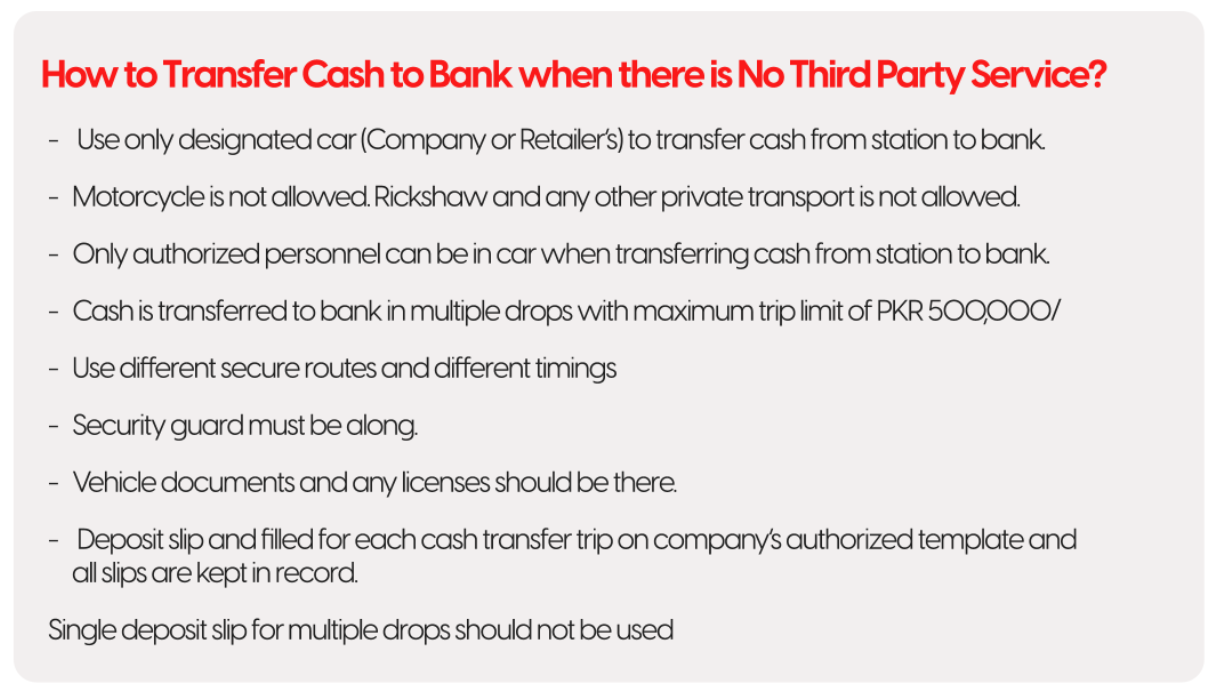 How to Transfer Cash to Bank when there is No Third Party Service?
- Use only designated car (Company or Retailer's) to transfer cash from station to bank.
- Motorcycle is not allowed. Rickshaw and any other private transport is not allowed.
- Only authorized personnel can be in car when transferring cash from station to bank.
- Cash is transferred to bank in multiple drops with maximum trip limit of PKR 500,000/
- Use different secure routes and different timings
- Security guard must be along.
- Vehicle documents and any licenses should be there.
- Deposit slip and filled for each cash transfer trip on company's authorized template and
all slips are kept in record.
Single deposit slip for multiple drops should not be used